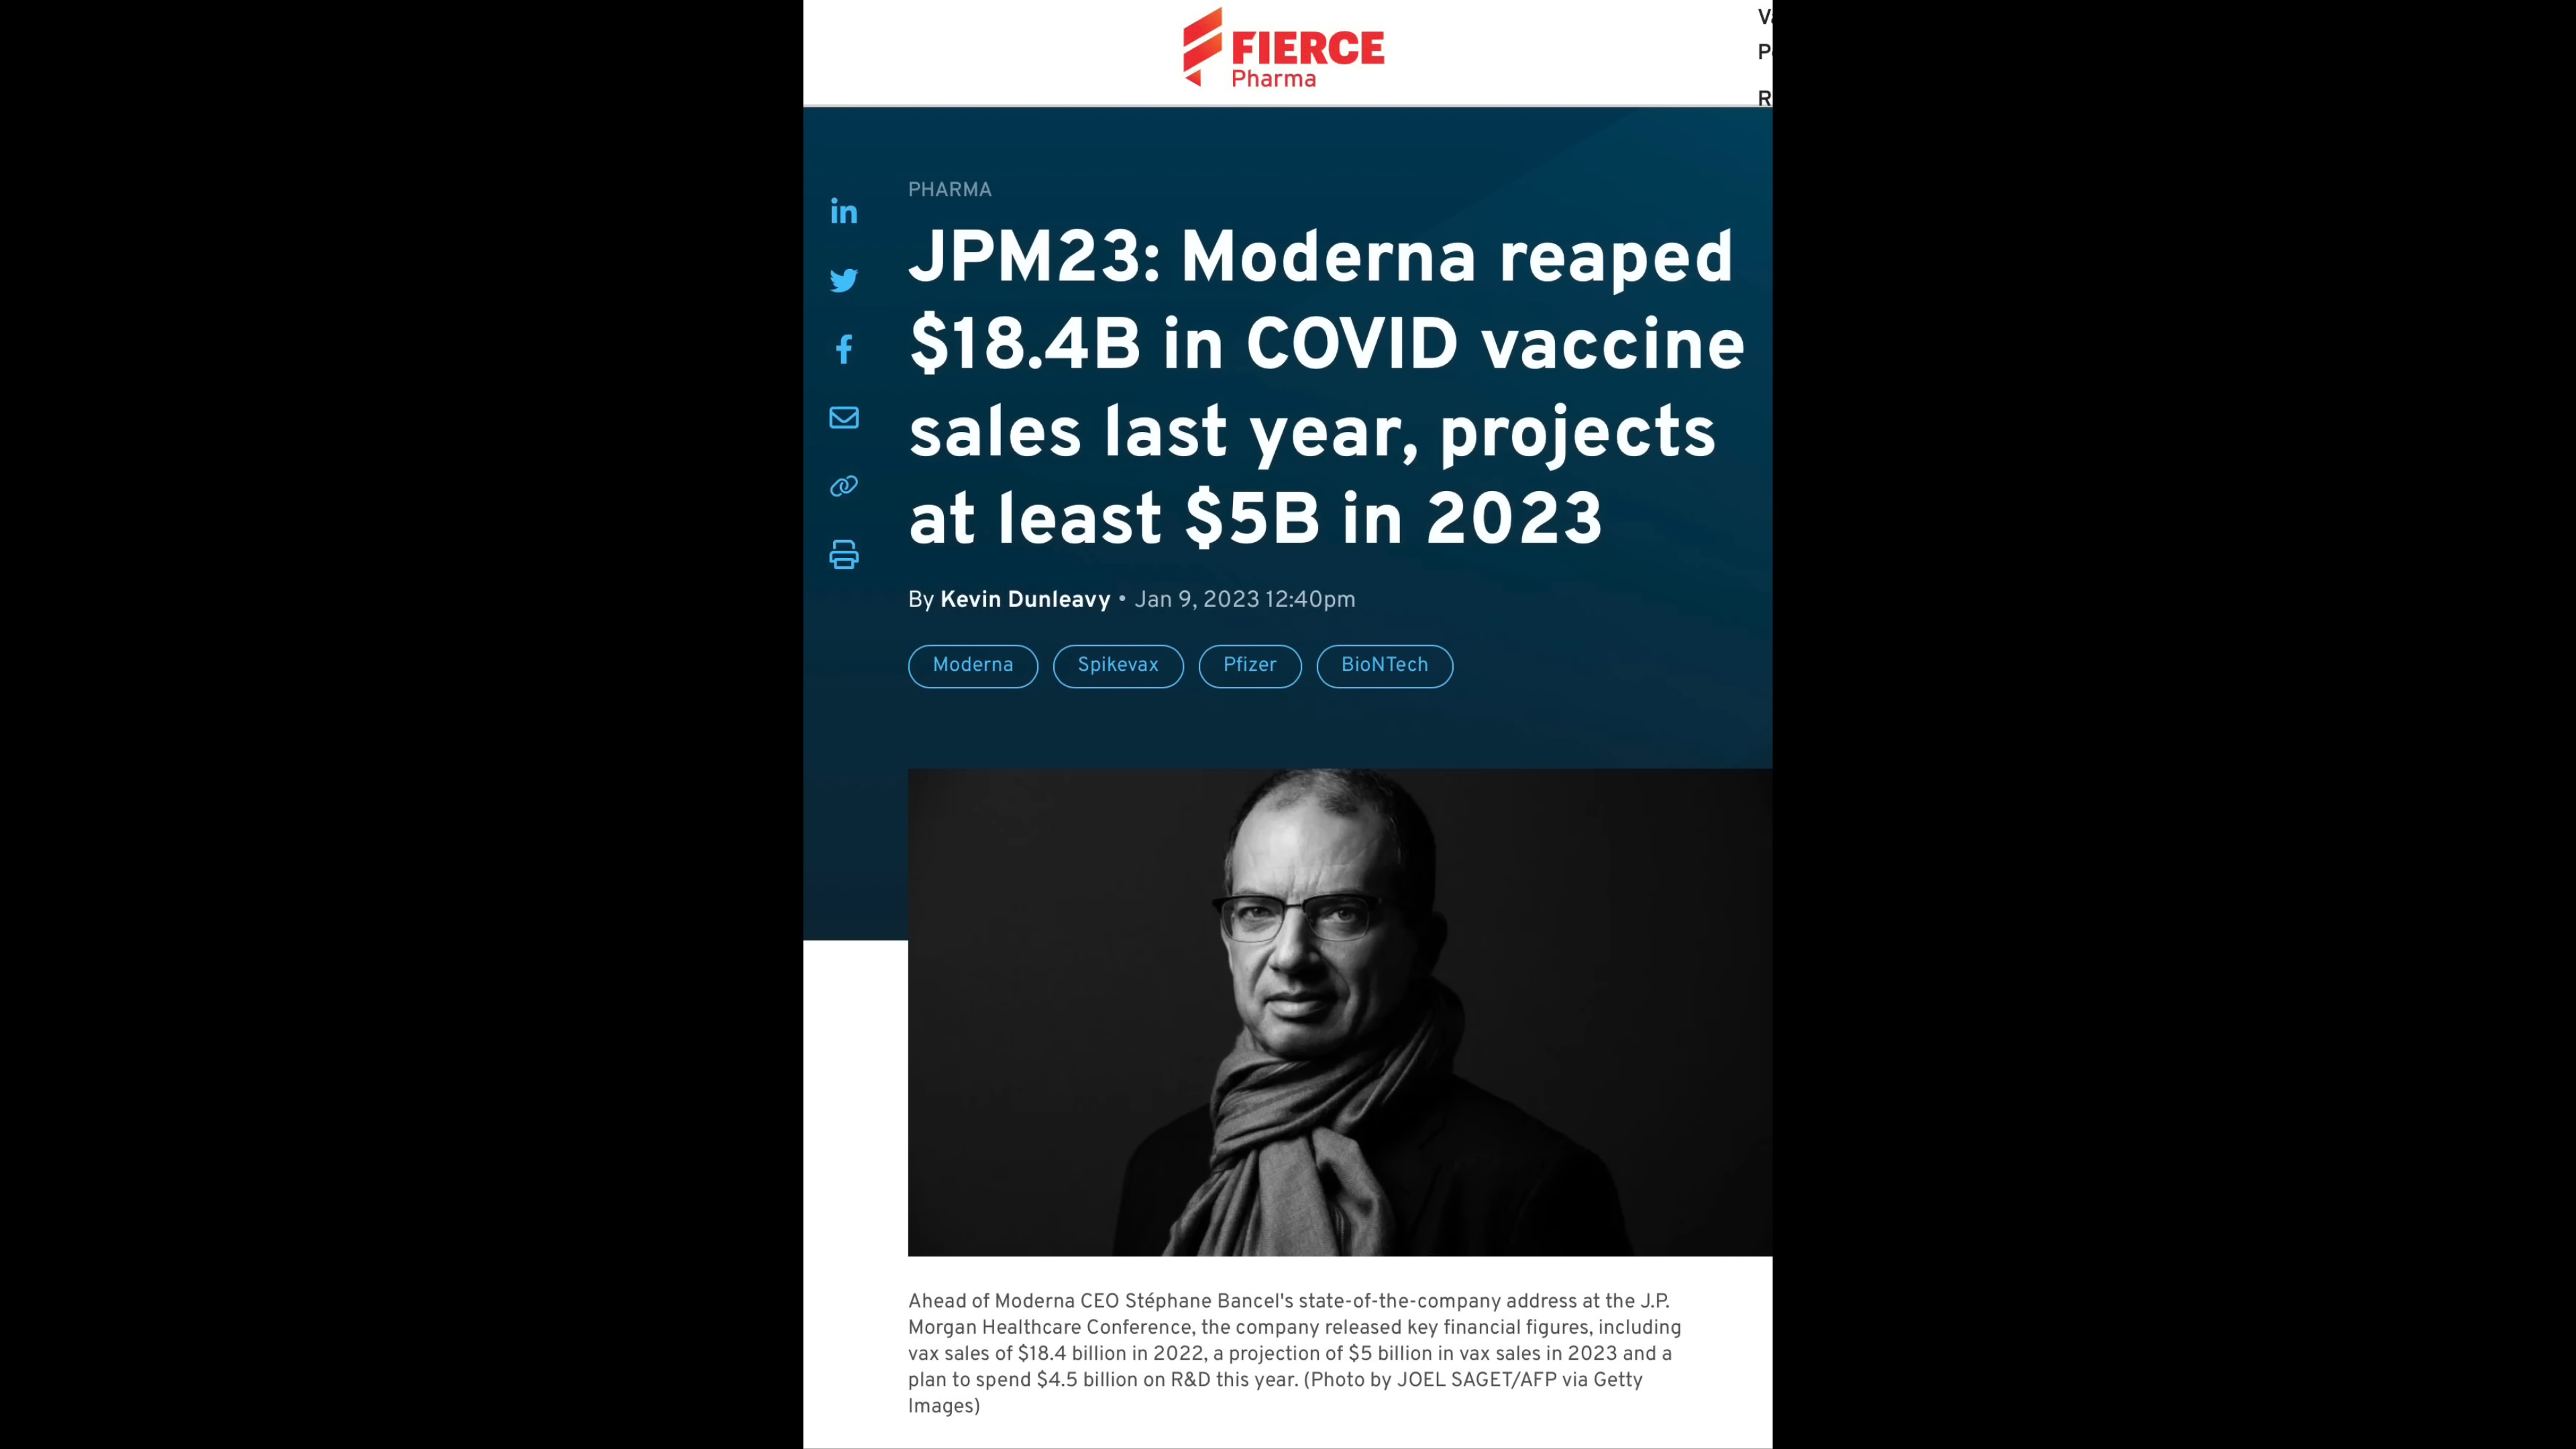 FIERCE
Pharma
PHARMA
in
JPM23: Moderna reaped
$18.4B in COVID vaccine
sales last year, projects
at least $5B in 2023
By Kevin Dunleavy • Jan 9, 2023 12:40pm
Moderna Spikevax Pfizer BioNTech
Ahead of Moderna CEO Stéphane Bancel's state-of-the-company address at the J.P.
Morgan Healthcare Conference, the company released key financial figures, including
vax sales of $18.4 billion in 2022, a projection of $5 billion in vax sales in 2023 and a
plan to spend $4.5 billion on R&D this year. (Photo by JOEL SAGET/AFP via Getty
Images)